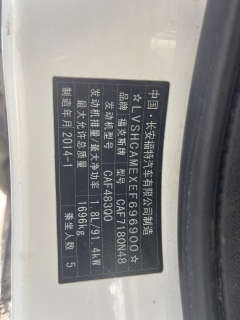 中国·长安福特汽车有限公司制造
☆LVSHCAMEXEF696900☆
品牌 福克斯牌 型号 CAF7180N48
发动机型号 CAF483Q0
发动机排量/最大净功率 1.8L/91.4kW
最大允许总质量 1696kg
制造年月 2014-1 乘坐人数 5